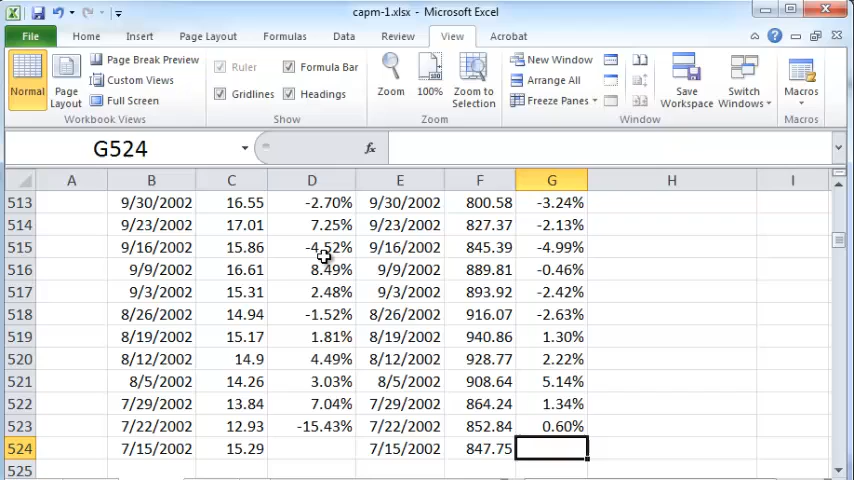 capm-1.xlsx - Microsoft Excel
File Home Insert Page Layout Formulas Data Review View Acrobat
Normal
Page Layout
Page Break Preview
Custom Views
Full Screen
Workbook Views
Ruler
Formula Bar
Gridlines
Headings
Show
Zoom
100%
Zoom to Selection
Zoom
New Window
Arrange All
Freeze Panes
Save Workspace
Switch Windows
Window
Macros
Macros
G524
fx
A B C D E F G H I
513 9/30/2002 16.55 -2.70% 9/30/2002 800.58 -3.24%
514 9/23/2002 17.01 7.25% 9/23/2002 827.37 -2.13%
515 9/16/2002 15.86 -4.52% 9/16/2002 845.39 -4.99%
516 9/9/2002 16.61 8.49% 9/9/2002 889.81 -0.46%
517 9/3/2002 15.31 2.48% 9/3/2002 893.92 -2.42%
518 8/26/2002 14.94 -1.52% 8/26/2002 916.07 -2.63%
519 8/19/2002 15.17 1.81% 8/19/2002 940.86 1.30%
520 8/12/2002 14.9 4.49% 8/12/2002 928.77 2.22%
521 8/5/2002 14.26 3.03% 8/5/2002 908.64 5.14%
522 7/29/2002 13.84 7.04% 7/29/2002 864.24 1.34%
523 7/22/2002 12.93 -15.43% 7/22/2002 852.84 0.60%
524 7/15/2002 15.29 7/15/2002 847.75
525